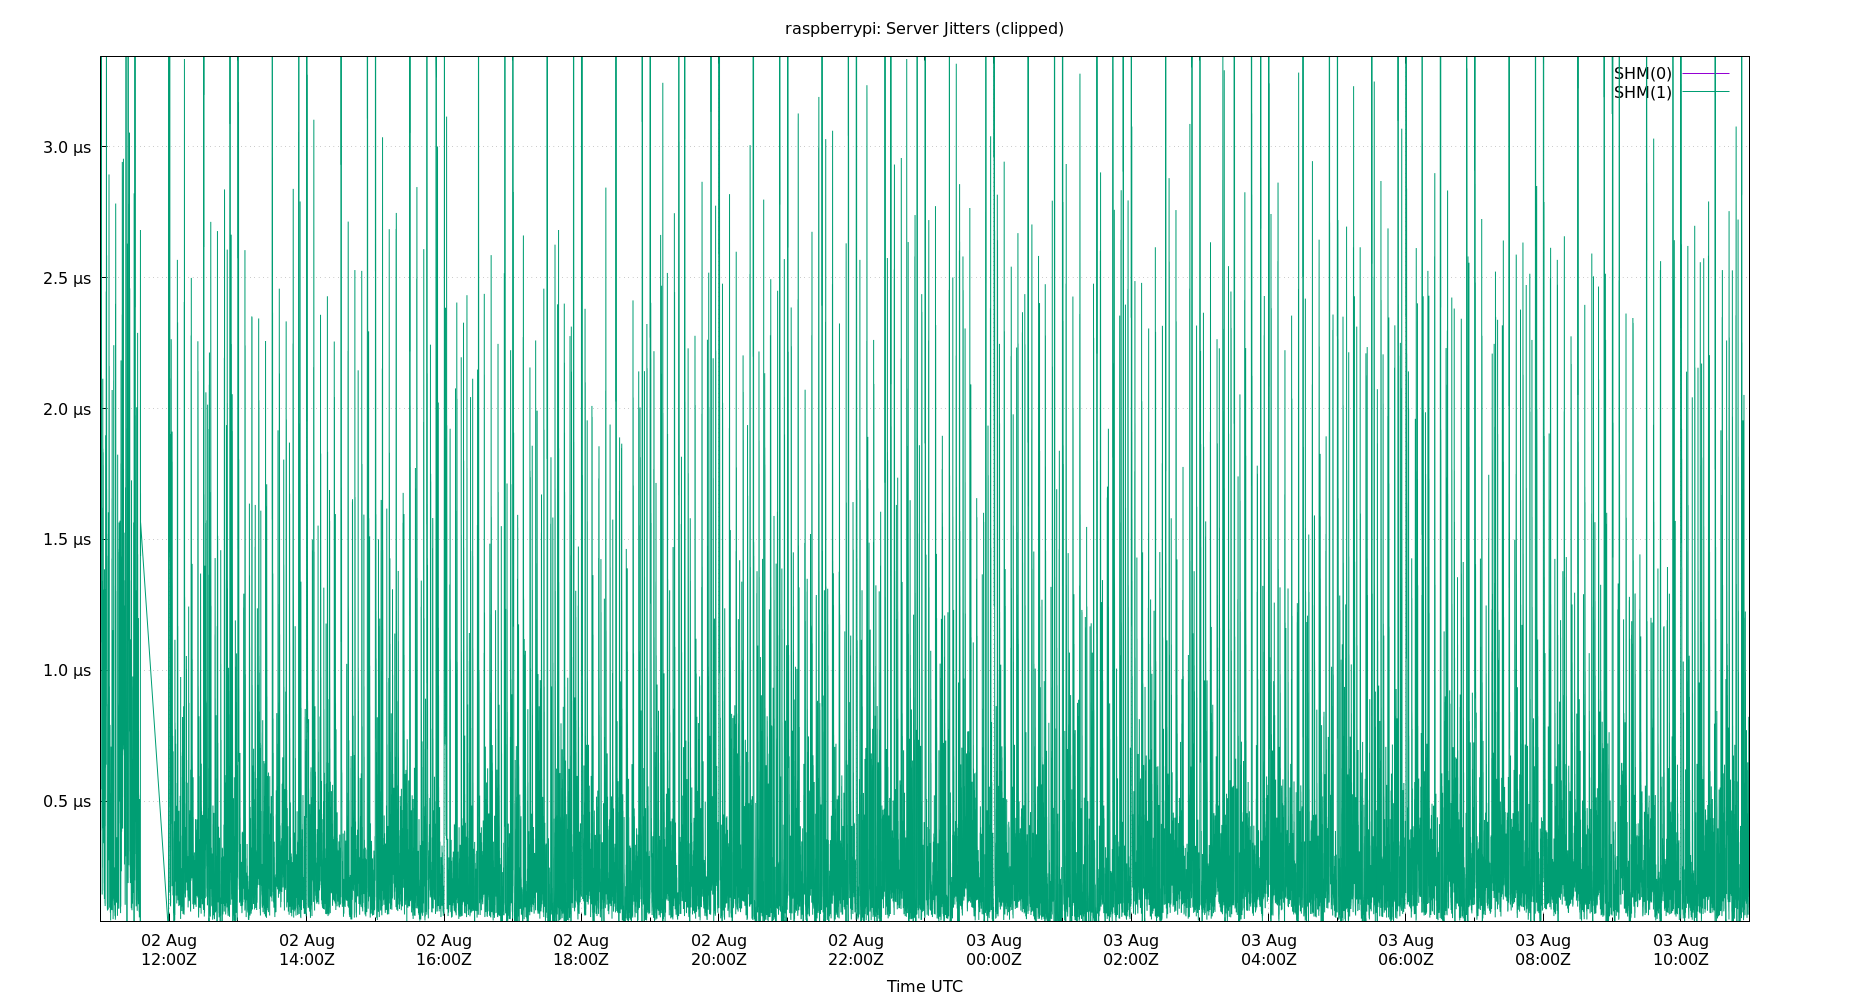 raspberrypi: Server Jitters (clipped)
SHM(0)
SHM(1)
3.0 µs
2.5 µs
2.0 µs
1.5 µs
1.0 µs
0.5 µs
02 Aug 02 Aug 02 Aug 02 Aug 02 Aug 02 Aug 03 Aug 03 Aug 03 Aug 03 Aug 03 Aug 03 Aug
12:00Z 14:00Z 16:00Z 18:00Z 20:00Z 22:00Z 00:00Z 02:00Z 04:00Z 06:00Z 08:00Z 10:00Z
Time UTC